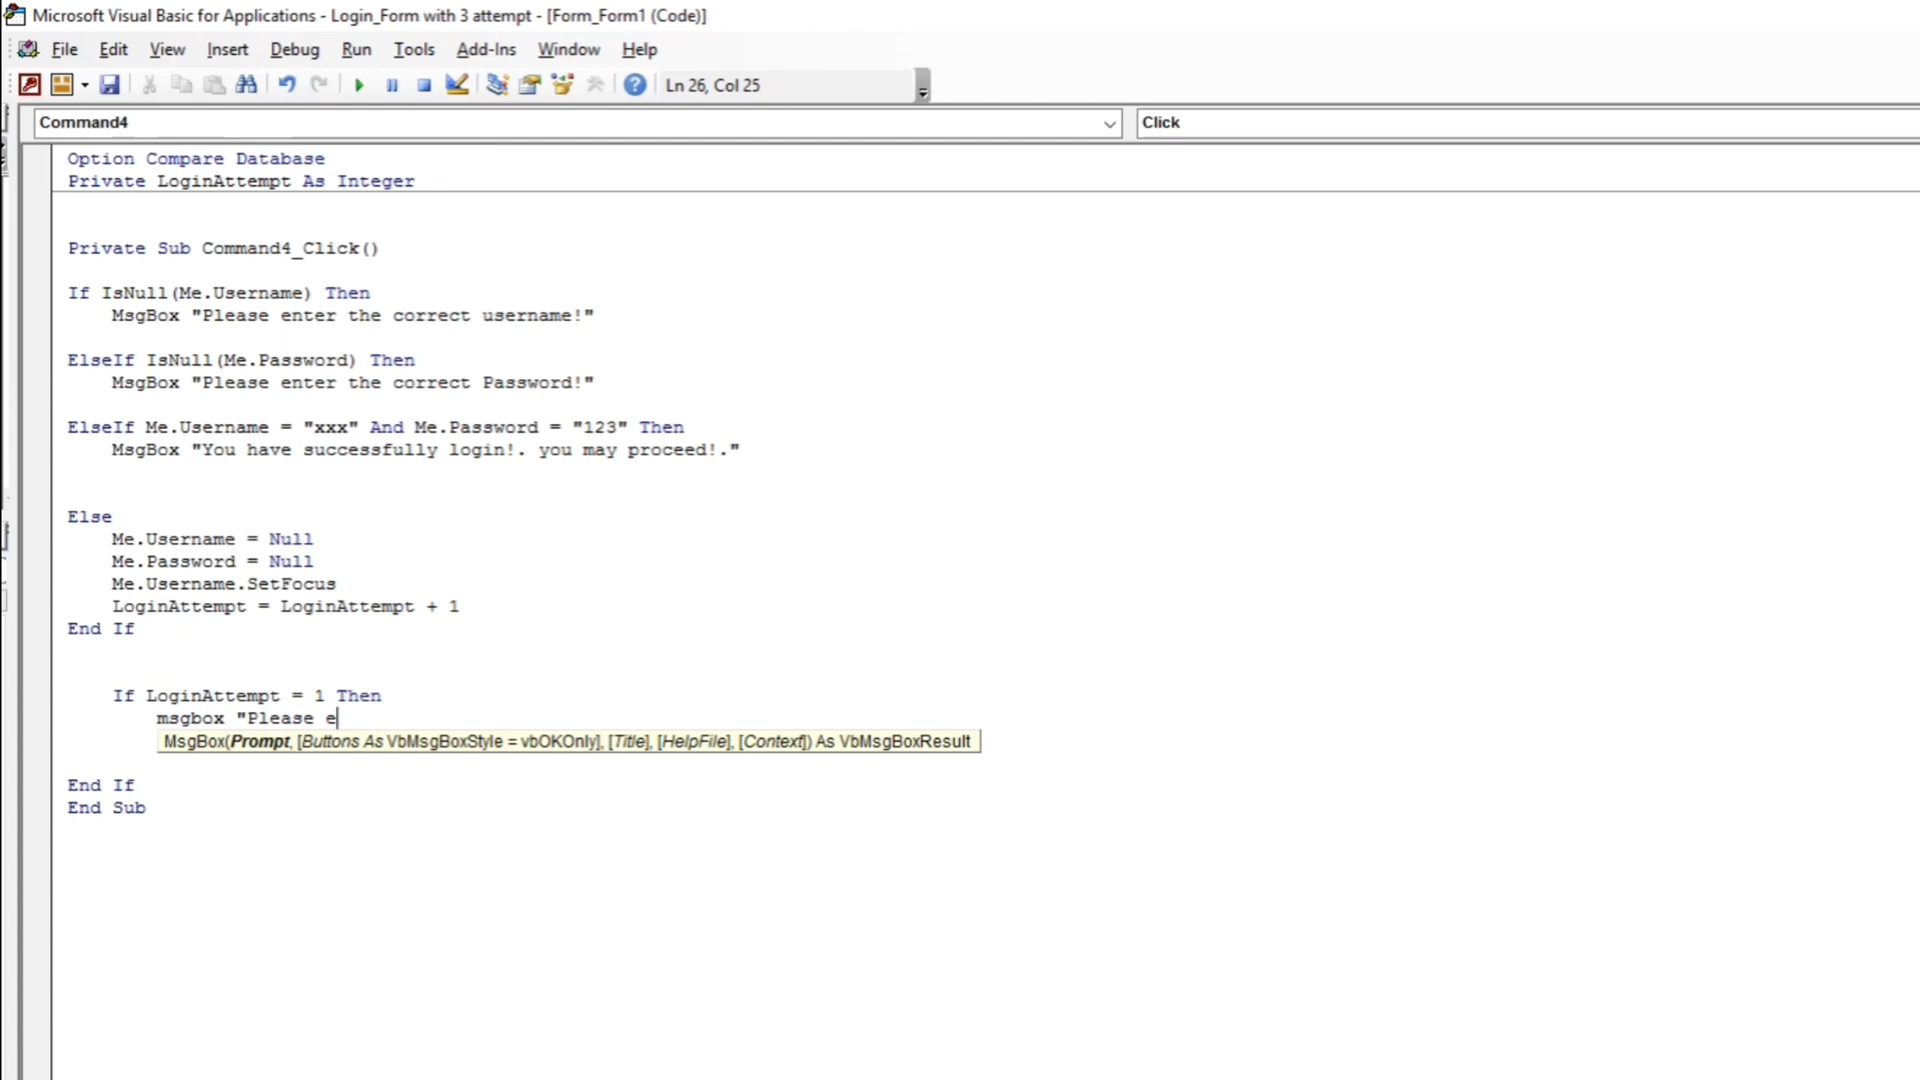 Microsoft Visual Basic for Applications - Login_Form with 3 attempt - [Form_Form1 (Code)]
File Edit View Insert Debug Run Tools Add-Ins Window Help
Ln 26, Col 25
Command4 Click
Option Compare Database
Private LoginAttempt As Integer
Private Sub Command4_Click()
If IsNull(Me.Username) Then
MsgBox "Please enter the correct username!"
ElseIf IsNull(Me.Password) Then
MsgBox "Please enter the correct Password!"
ElseIf Me.Username = "xxx" And Me.Password = "123" Then
MsgBox "You have successfully login!. you may proceed!."
Else
Me.Username = Null
Me.Password = Null
Me.Username.SetFocus
LoginAttempt = LoginAttempt + 1
End If
If LoginAttempt = 1 Then
msgbox "Please e
MsgBox(Prompt, [Buttons As VbMsgBoxStyle = vbOKOnly], [Title], [HelpFile], [Context]) As VbMsgBoxResult
End If
End Sub